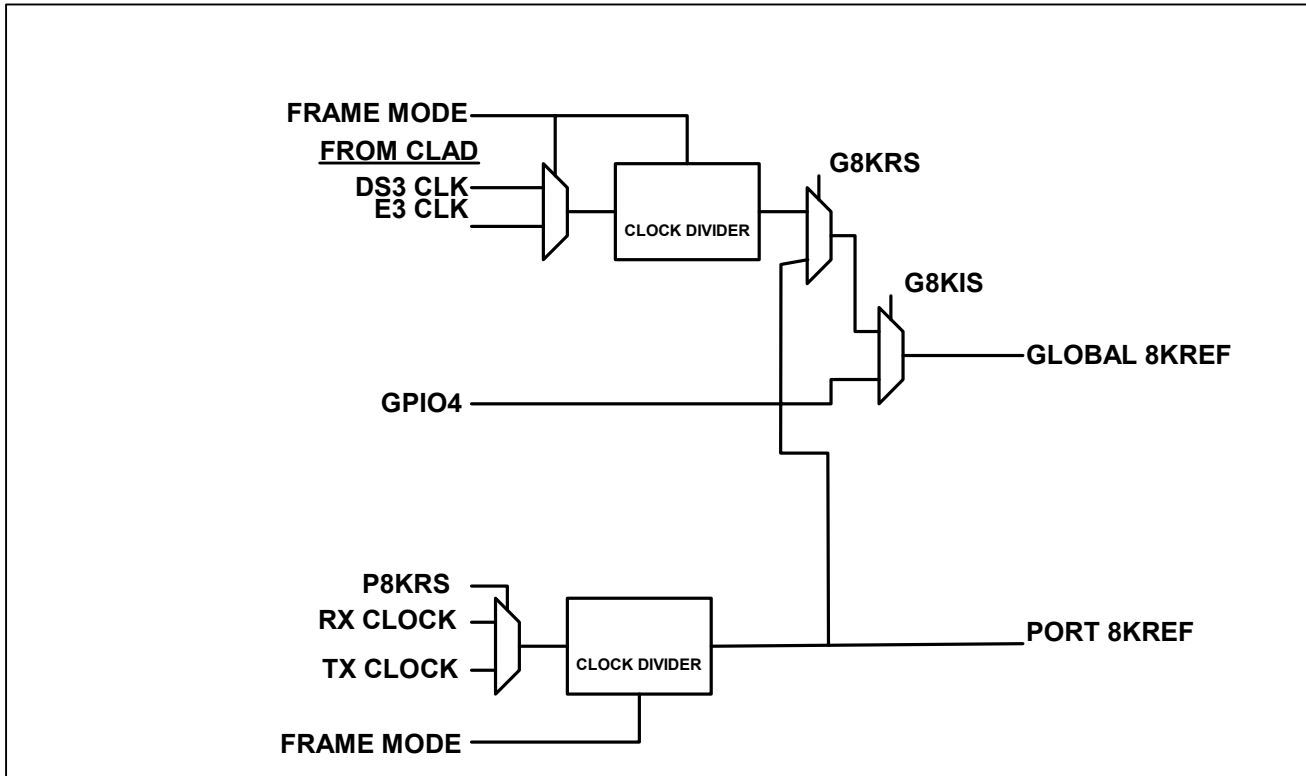 FRAME MODE
FROM CLAD
DS3 CLK
E3 CLK
CLOCK DIVIDER
G8KRS
G8KIS
GLOBAL 8KREF
GPIO4
P8KRS
RX CLOCK
TX CLOCK
CLOCK DIVIDER
PORT 8KREF
FRAME MODE